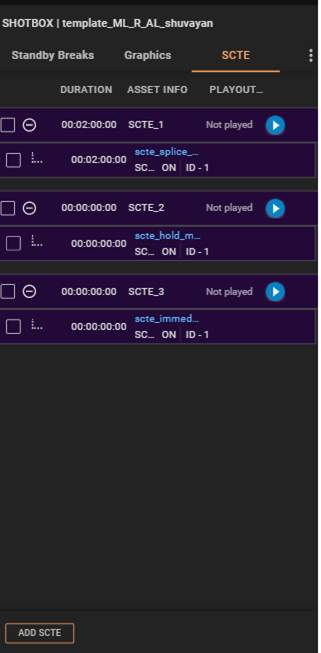 SHOTBOX | template_ML_R_AL_shuvayan
Standby Breaks Graphics SCTE
DURATION ASSET INFO PLAYOUT...
00:02:00:00 SCTE_1 Not played
00:02:00:00 scte_splice_...
SC... ON ID - 1
00:00:00:00 SCTE_2 Not played
00:00:00:00 scte_hold_m...
SC... ON ID - 1
00:00:00:00 SCTE_3 Not played
00:00:00:00 scte_immed...
SC... ON ID - 1
ADD SCTE